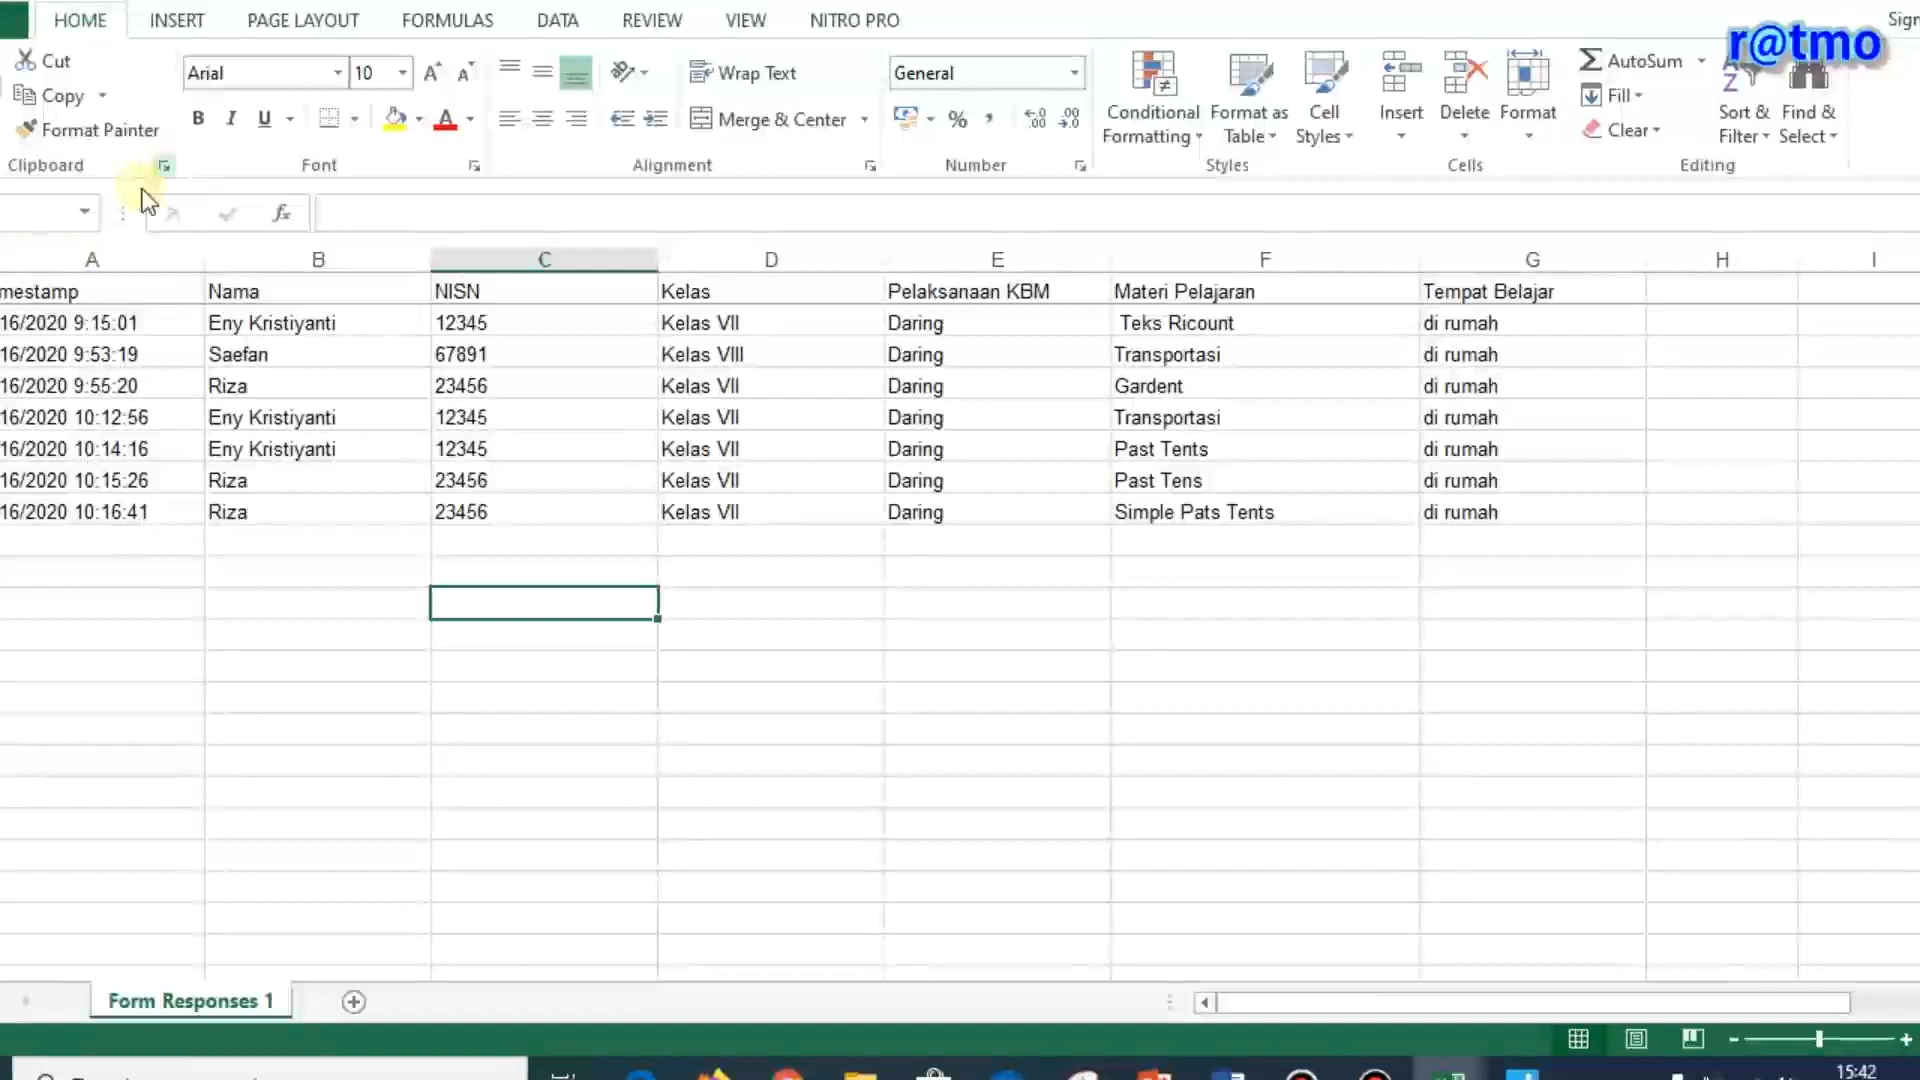 HOME INSERT PAGE LAYOUT FORMULAS DATA REVIEW VIEW NITRO PRO Sign
r@tmo
Cut Arial 10 Wrap Text General AutoSum
Copy Fill
Format Painter B I U Merge & Center % Clear
Conditional Formatting Format as Table Cell Styles Insert Delete Format Sort & Filter Find & Select
Clipboard Font Alignment Number Styles Cells Editing
fx
A B C D E F G H I
mestamp Nama NISN Kelas Pelaksanaan KBM Materi Pelajaran Tempat Belajar
16/2020 9:15:01 Eny Kristiyanti 12345 Kelas VII Daring Teks Ricount di rumah
16/2020 9:53:19 Saefan 67891 Kelas VIII Daring Transportasi di rumah
16/2020 9:55:20 Riza 23456 Kelas VII Daring Gardent di rumah
16/2020 10:12:56 Eny Kristiyanti 12345 Kelas VII Daring Transportasi di rumah
16/2020 10:14:16 Eny Kristiyanti 12345 Kelas VII Daring Past Tents di rumah
16/2020 10:15:26 Riza 23456 Kelas VII Daring Past Tens di rumah
16/2020 10:16:41 Riza 23456 Kelas VII Daring Simple Pats Tents di rumah
Form Responses 1
15:42